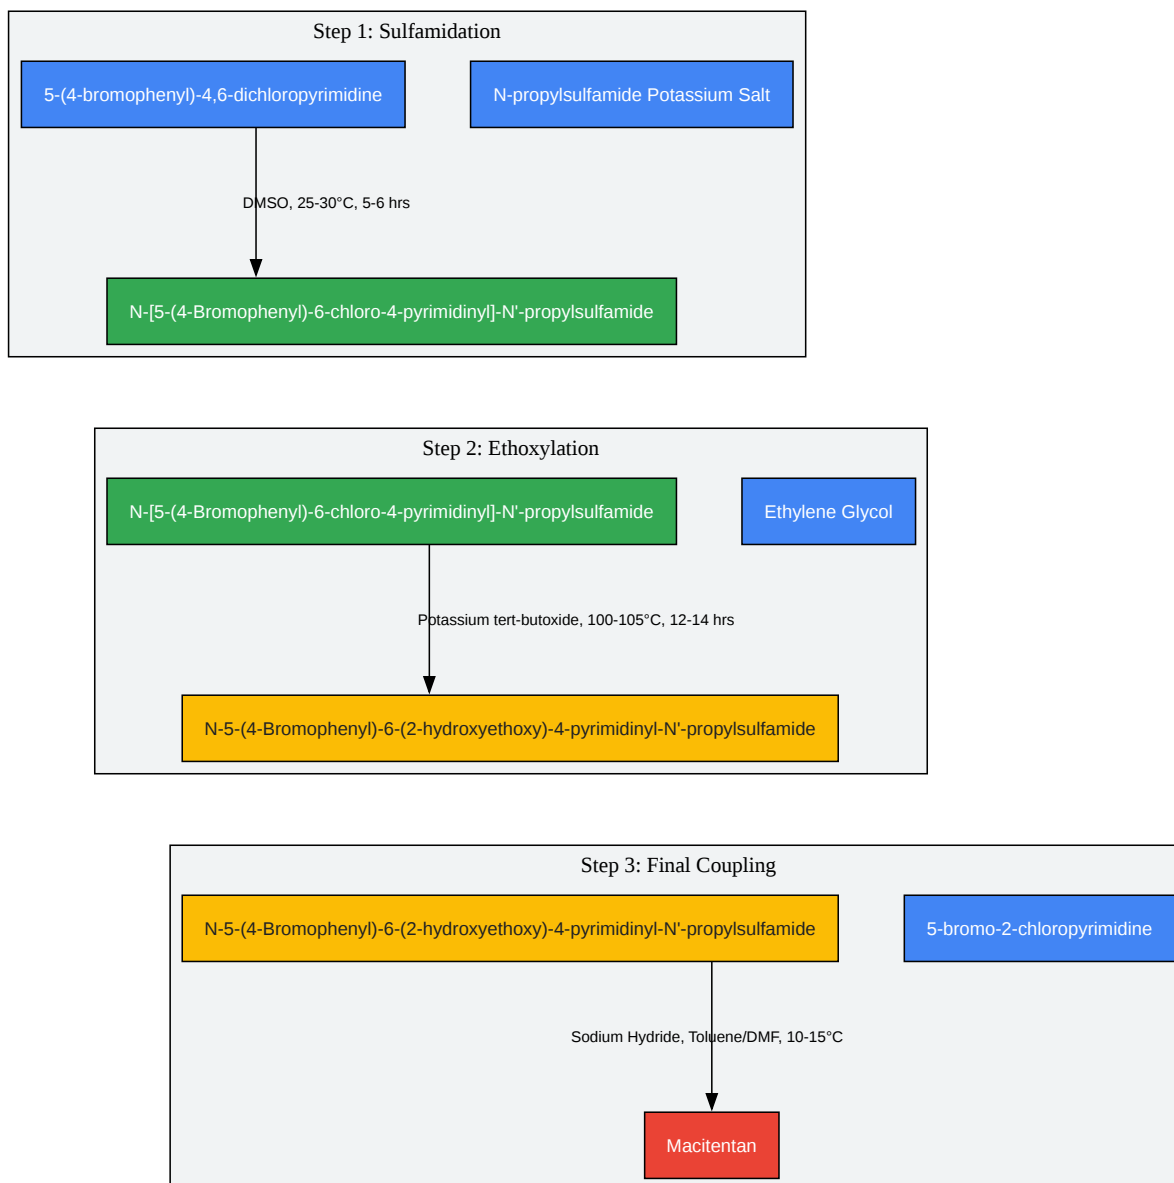 Step 1: Sulfamidation
5-(4-bromophenyl)-4,6-dichloropyrimidine
N-propylsulfamide Potassium Salt
DMSO, 25-30°C, 5-6 hrs
N-[5-(4-Bromophenyl)-6-chloro-4-pyrimidinyl]-N'-propylsulfamide
Step 2: Ethoxylation
N-[5-(4-Bromophenyl)-6-chloro-4-pyrimidinyl]-N'-propylsulfamide
Ethylene Glycol
Potassium tert-butoxide, 100-105°C, 12-14 hrs
N-5-(4-Bromophenyl)-6-(2-hydroxyethoxy)-4-pyrimidinyl-N'-propylsulfamide
Step 3: Final Coupling
N-5-(4-Bromophenyl)-6-(2-hydroxyethoxy)-4-pyrimidinyl-N'-propylsulfamide
5-bromo-2-chloropyrimidine
Sodium Hydride, Toluene/DMF, 10-15°C
Macitentan